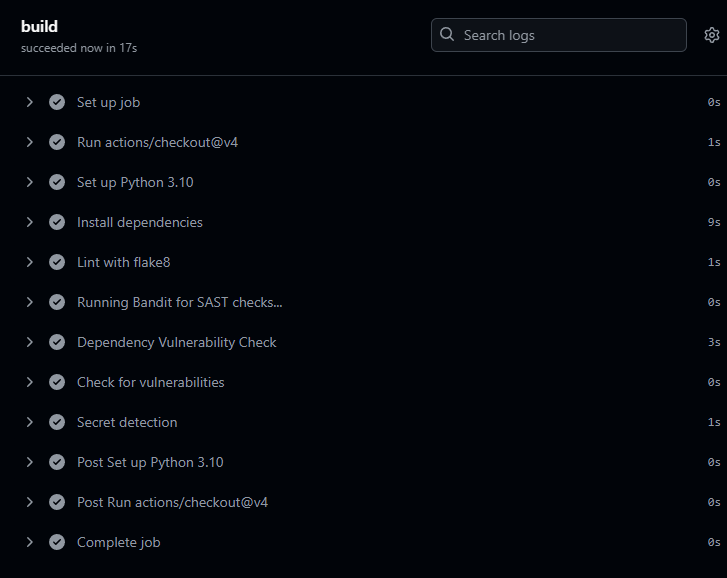 build
succeeded now in 17s
Search logs
Set up job 0s
Run actions/checkout@v4 1s
Set up Python 3.10 0s
Install dependencies 9s
Lint with flake8 1s
Running Bandit for SAST checks... 0s
Dependency Vulnerability Check 3s
Check for vulnerabilities 0s
Secret detection 1s
Post Set up Python 3.10 0s
Post Run actions/checkout@v4 0s
Complete job 0s